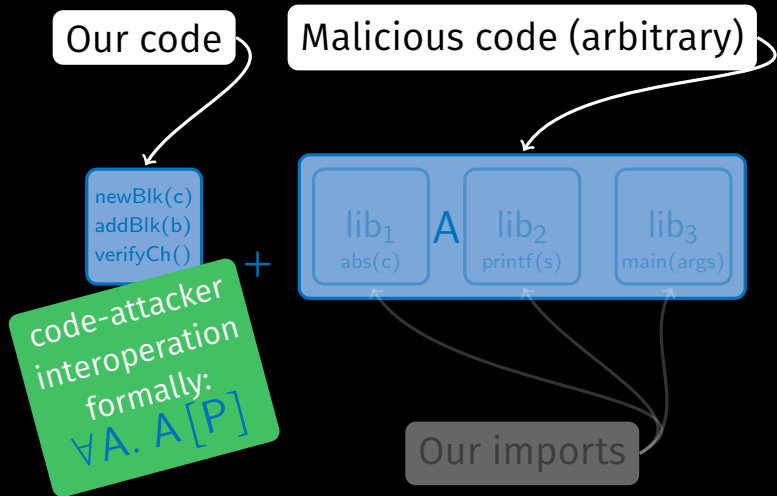 Our code
Malicious code (arbitrary)
newBlk(c)
addBlk(b)
verifyCh()
+
lib₁
abs(c)
A
lib₂
printf(s)
lib₃
main(args)
code-attacker
interoperation
formally:
∀A. A [P]
Our imports